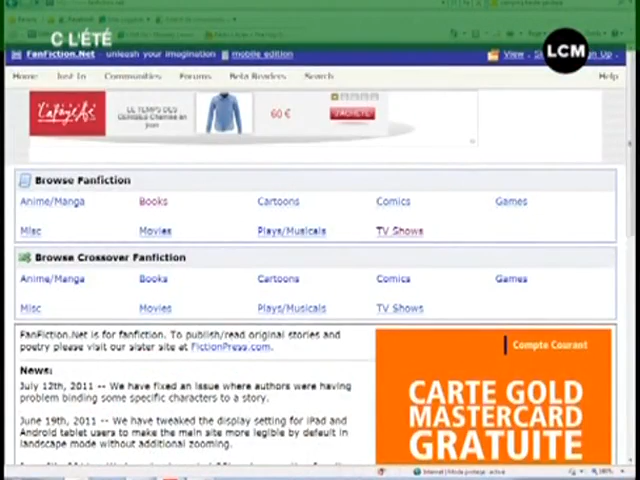 C L'ÉTÉ
LCM
FanFiction.Net unleash your imagination mobile edition
Home Just In Communities Forums Beta Readers Search Help
LE TEMPS DES
CERISES Chemise en
jean
60 €
J'ACHÈTE
Browse Fanfiction
Anime/Manga Books Cartoons Comics Games
Misc Movies Plays/Musicals TV Shows
Browse Crossover Fanfiction
Anime/Manga Books Cartoons Comics Games
Misc Movies Plays/Musicals TV Shows
FanFiction.Net is for fanfiction. To publish/read original stories and
poetry please visit our sister site at FictionPress.com.
News:
July 12th, 2011 -- We have fixed an issue where authors were having
problem binding some specific characters to a story.
June 19th, 2011 -- We have tweaked the display setting for iPad and
Android tablet users to make the main site more legible by default in
landscape mode without additional zooming.
Compte Courant
CARTE GOLD
MASTERCARD
GRATUITE